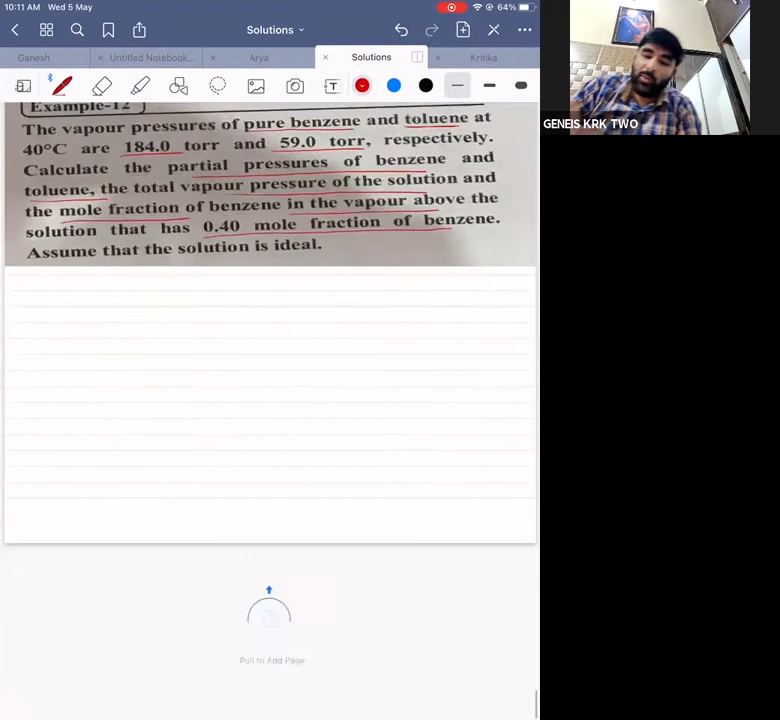 10:11 AM Wed 5 May
64%
Solutions
Ganesh
Untitled Notebook...
Arya
Solutions
Kritika
T
GENEIS KRK TWO
Example-12
The vapour pressures of pure benzene and toluene at
40°C are 184.0 torr and 59.0 torr, respectively.
Calculate the partial pressures of benzene and
toluene, the total vapour pressure of the solution and
the mole fraction of benzene in the vapour above the
solution that has 0.40 mole fraction of benzene.
Assume that the solution is ideal.
Pull to Add Page